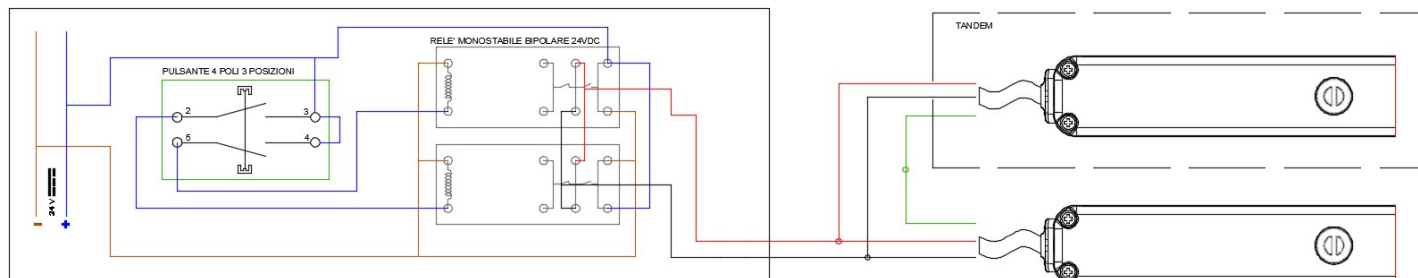 TANDEM
RELE' MONOSTABILE BIPOLARE 24VDC
PULSANTE 4 POLI 3 POSIZIONI
2
3
5
4
24 V
- +